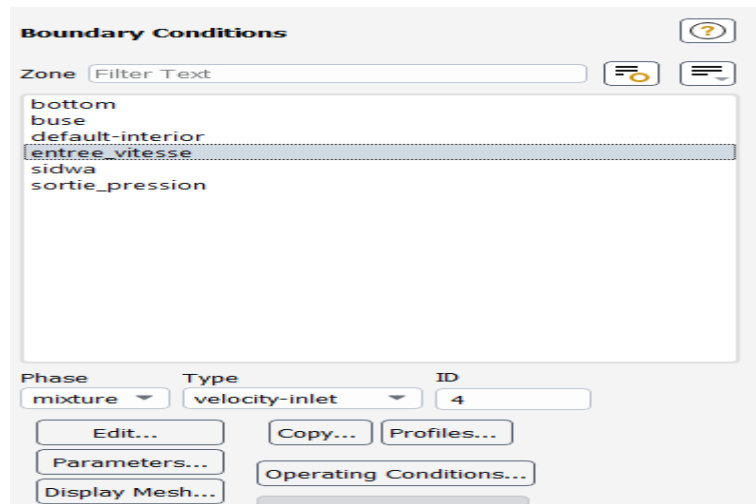 Boundary Conditions
?
Zone Filter Text
bottom
buse
default-interior
entree_vitesse
sidwa
sortie_pression
Phase Type ID
mixture velocity-inlet 4
Edit... Copy... Profiles...
Parameters... Operating Conditions...
Display Mesh...